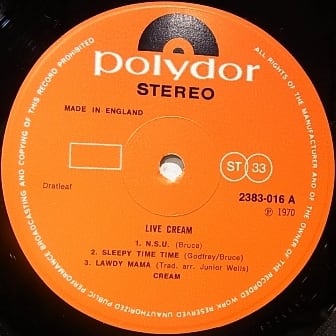 polydor
STEREO
MADE IN ENGLAND
ST 33
Dratleaf
2383-016 A
℗ 1970
LIVE CREAM
1. N.S.U. (Bruce)
2. SLEEPY TIME TIME (Godfrey/Bruce)
3. LAWDY MAMA (Trad. arr. Junior Wells)
CREAM
ALL RIGHTS OF THE MANUFACTURER AND OF THE OWNER OF THE RECORDED WORK RESERVED UNAUTHORIZED PUBLIC PERFORMANCE BROADCASTING AND COPYING OF THIS RECORD PROHIBITED